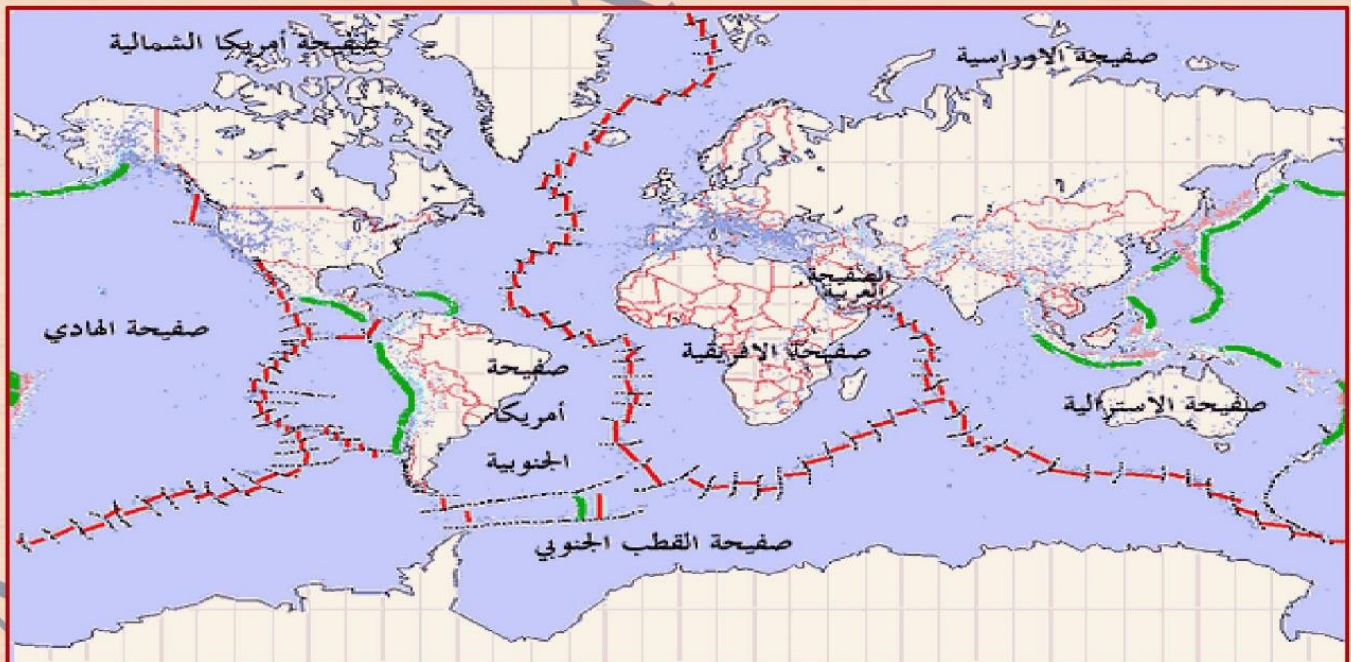 صفيحة أمريكا الشمالية
صفيحة الاوراسية
الصفيحة
العربية
صفيحة الهادي
صفيحة الافريقية
صفيحة
أمريكا
الجنوبية
صفيحة الاسترالية
صفيحة القطب الجنوبي